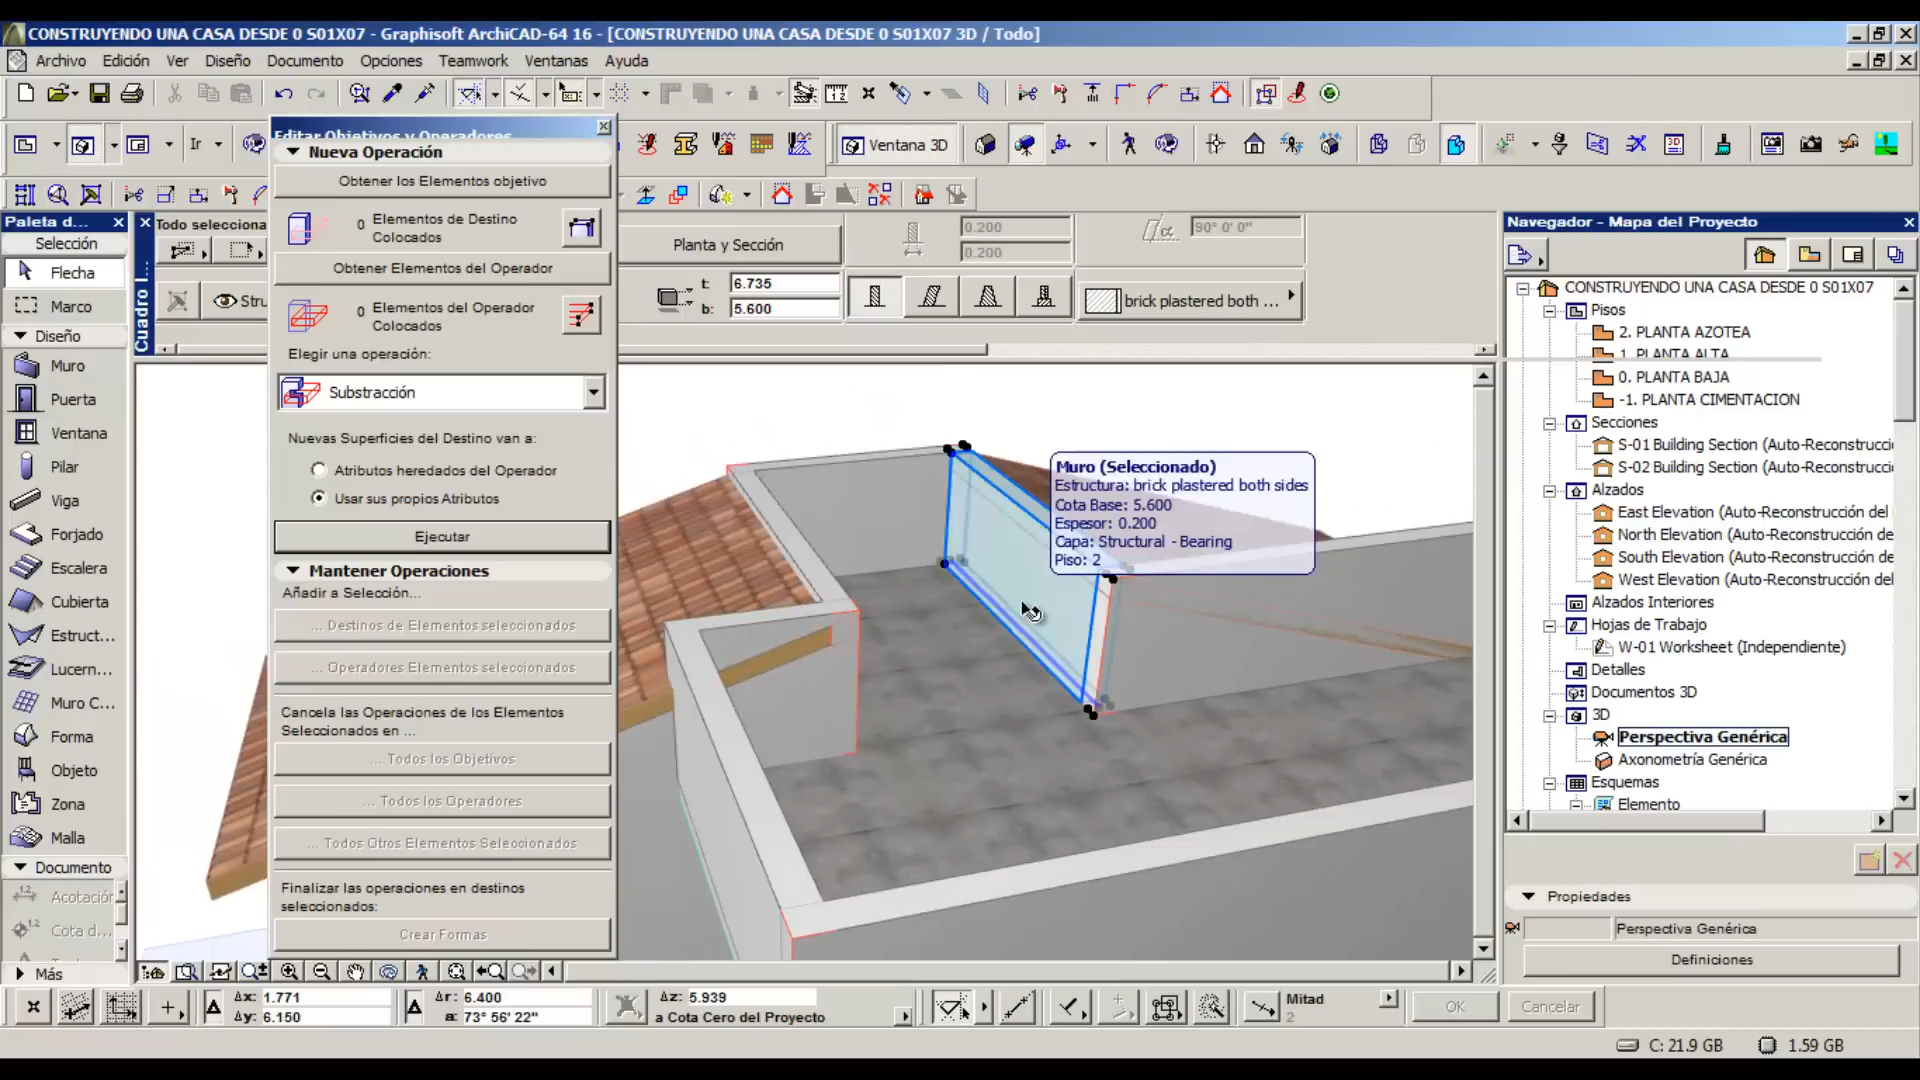 CONSTRUYENDO UNA CASA DESDE 0 S01X07 - Graphisoft ArchiCAD-64 16 - [CONSTRUYENDO UNA CASA DESDE 0 S01X07 3D / Todo]
Archivo Edición Ver Diseño Documento Opciones Teamwork Ventanas Ayuda
Ir
Ventana 3D
Editar Objetivos y Operadores
Nueva Operación
Obtener los Elementos objetivo
0 Elementos de Destino
Colocados
Obtener Elementos del Operador
0 Elementos del Operador
Colocados
Elegir una operación:
Substracción
Nuevas Superficies del Destino van a:
Atributos heredados del Operador
Usar sus propios Atributos
Ejecutar
Mantener Operaciones
Añadir a Selección...
... Destinos de Elementos seleccionados
... Operadores Elementos seleccionados
Cancela las Operaciones de los Elementos
Seleccionados en ...
... Todos los Objetivos
... Todos los Operadores
... Todos Otros Elementos Seleccionados
Finalizar las operaciones en destinos
seleccionados:
Crear Formas
Paleta d...
Selección
Flecha
Marco
Diseño
Muro
Puerta
Ventana
Pilar
Viga
Forjado
Escalera
Cubierta
Estruct...
Lucern...
Muro C...
Forma
Objeto
Zona
Malla
Documento
Acotación
Cota d...
Más
Cuadro I...
Todo selecciona
Stru
Planta y Sección
t: 6.735
b: 5.600
0.200
0.200
90° 0' 0"
brick plastered both ...
Muro (Seleccionado)
Estructura: brick plastered both sides
Cota Base: 5.600
Espesor: 0.200
Capa: Structural - Bearing
Piso: 2
Navegador - Mapa del Proyecto
CONSTRUYENDO UNA CASA DESDE 0 S01X07
Pisos
2. PLANTA AZOTEA
1. PLANTA ALTA
0. PLANTA BAJA
-1. PLANTA CIMENTACION
Secciones
S-01 Building Section (Auto-Reconstrucci
S-02 Building Section (Auto-Reconstrucci
Alzados
East Elevation (Auto-Reconstrucción del
North Elevation (Auto-Reconstrucción de
South Elevation (Auto-Reconstrucción de
West Elevation (Auto-Reconstrucción del
Alzados Interiores
Hojas de Trabajo
W-01 Worksheet (Independiente)
Detalles
Documentos 3D
3D
Perspectiva Genérica
Axonometría Genérica
Esquemas
Elemento
Propiedades
Perspectiva Genérica
Definiciones
Δx: 1.771
Δy: 6.150
Δr: 6.400
a: 73° 56' 22"
Δz: 5.939
a Cota Cero del Proyecto
Mitad
2
OK
Cancelar
C: 21.9 GB
1.59 GB